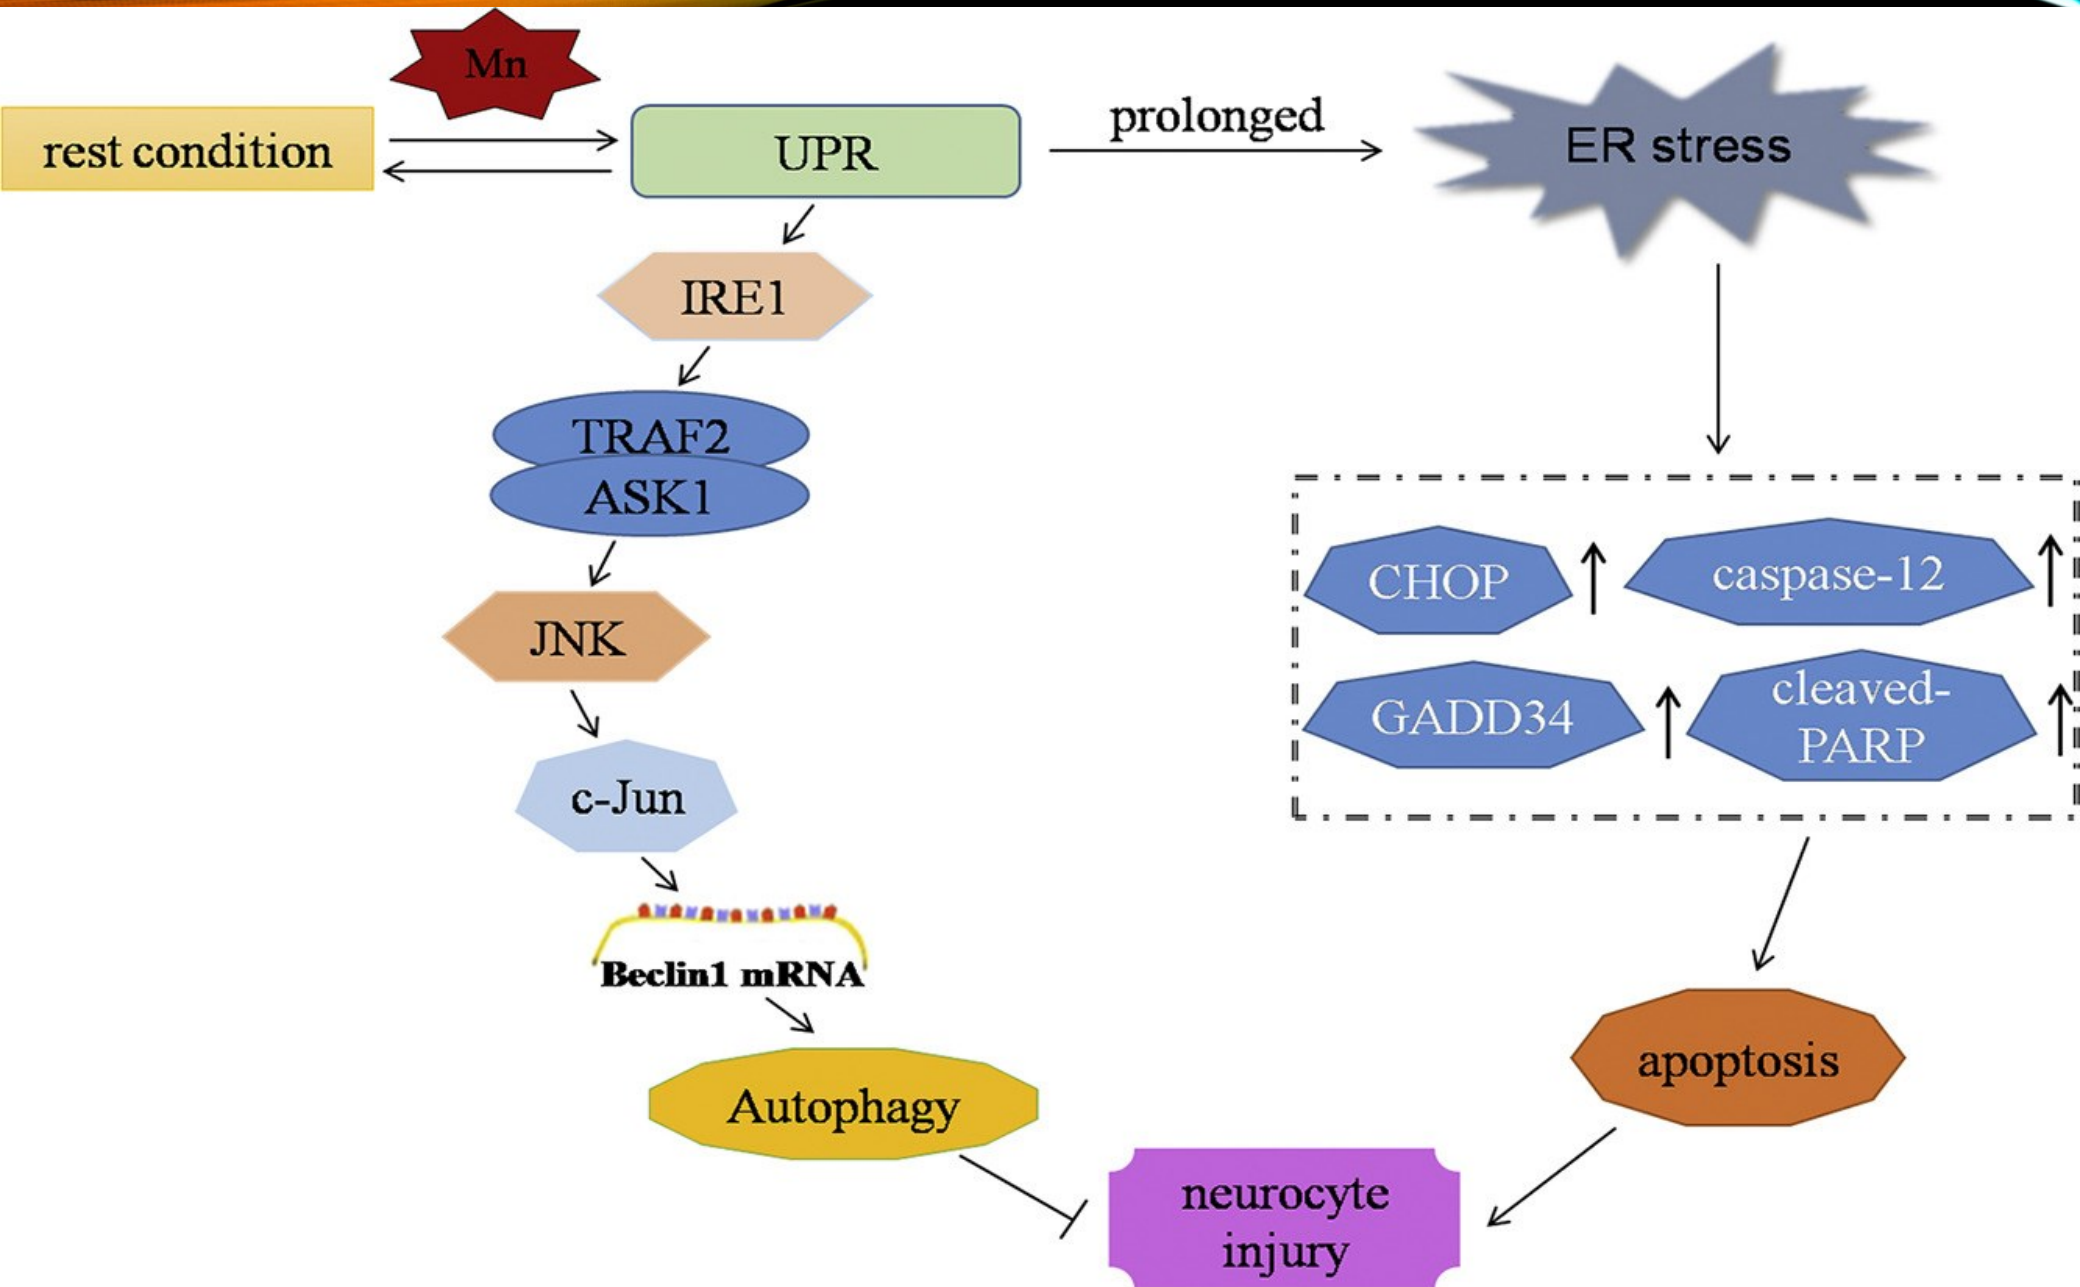 Mn
rest condition
UPR
prolonged
ER stress
IRE1
TRAF2
ASK1
JNK
c-Jun
Beclin1 mRNA
Autophagy
CHOP
caspase-12
GADD34
cleaved-
PARP
apoptosis
neurocyte
injury